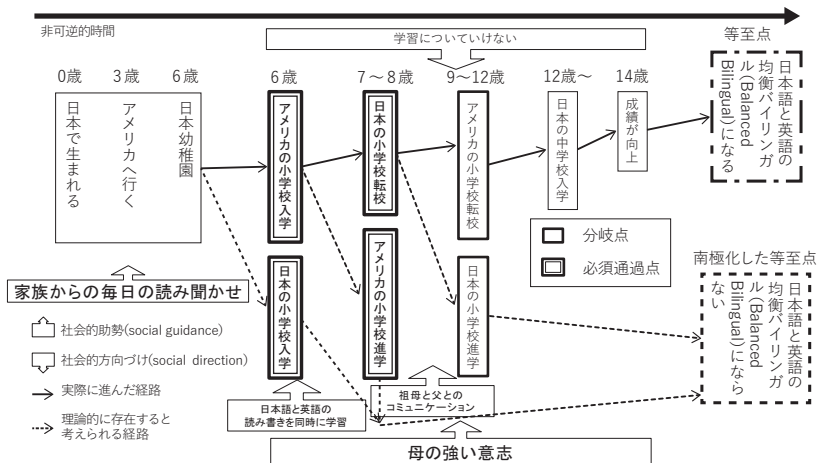 非可逆的時間
学習についていけない
等至点
0歳
3歳
6歳
6歳
7～8歳
9～12歳
12歳～
14歳
日本で生まれる
アメリカへ行く
日本幼稚園
アメリカの小学校入学
日本の小学校転校
アメリカの小学校転校
日本の中学校入学
成績が向上
日本語と英語の
均衡バイリンガ
ル(Balanced
Bilingual)になる
分岐点
必須通過点
日本の小学校入学
アメリカの小学校進学
日本の小学校進学
南極化した等至点
日本語と英語の
均衡バイリンガ
ル(Balanced
Bilingual)になら
ない
家族からの毎日の読み聞かせ
社会的助勢(social guidance)
社会的方向づけ(social direction)
実際に進んだ経路
理論的に存在すると
考えられる経路
日本語と英語の
読み書きを同時に学習
祖母と父との
コミュニケーション
母の強い意志